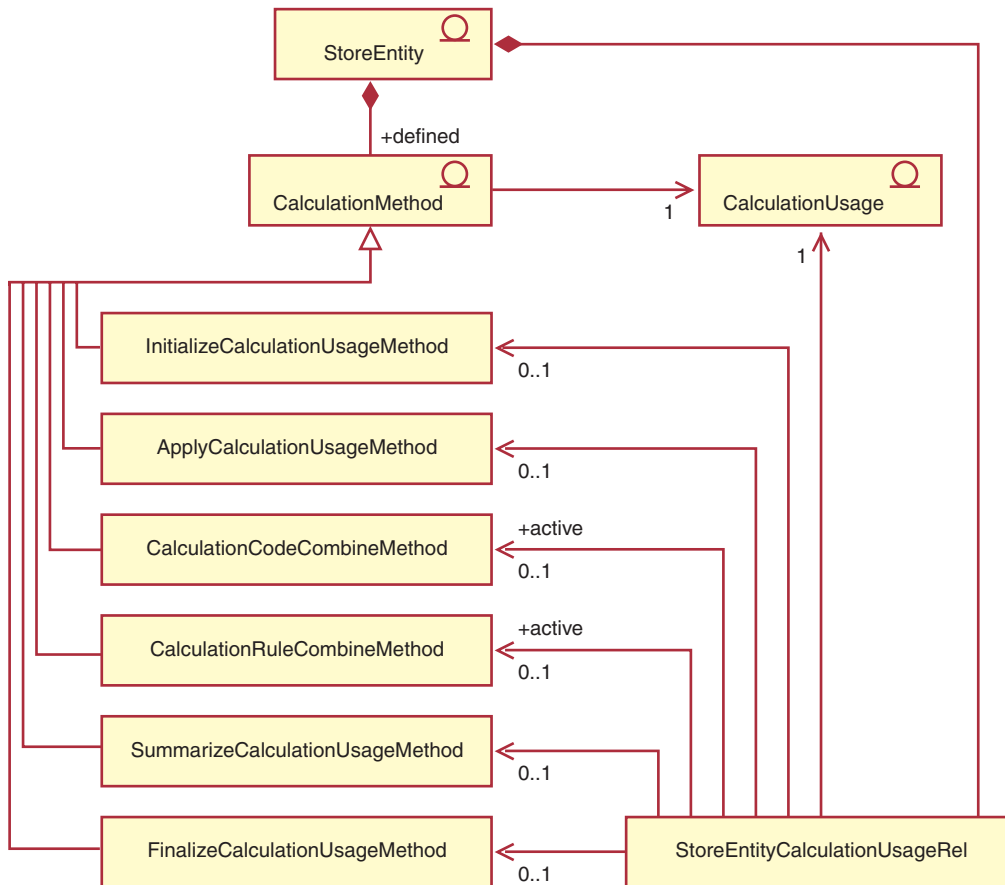 StoreEntity
+defined
CalculationMethod
1
CalculationUsage
1
InitializeCalculationUsageMethod
0..1
ApplyCalculationUsageMethod
0..1
+active
CalculationCodeCombineMethod
0..1
+active
CalculationRuleCombineMethod
0..1
SummarizeCalculationUsageMethod
0..1
FinalizeCalculationUsageMethod
0..1
StoreEntityCalculationUsageRel